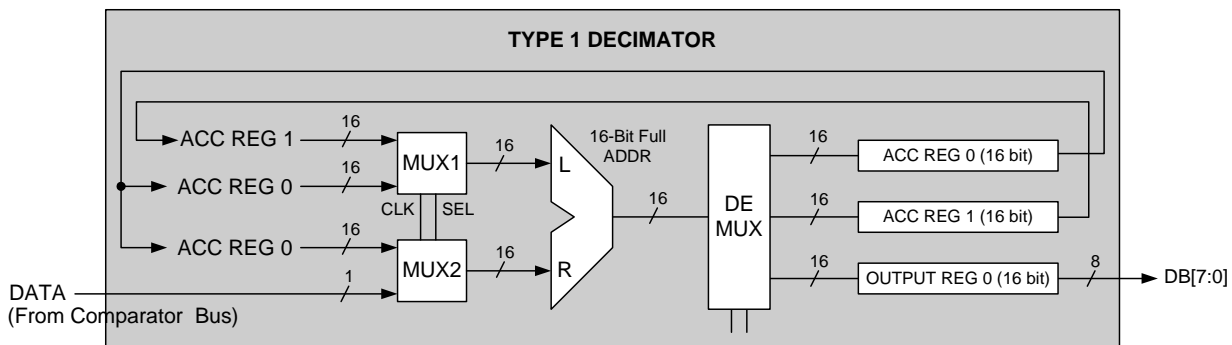 TYPE 1 DECIMATOR
ACC REG 1
16
ACC REG 0
16
ACC REG 0
16
DATA
(From Comparator Bus)
1
MUX1
CLK
SEL
MUX2
16
16
L
R
16-Bit Full
ADDR
16
DE
MUX
16
ACC REG 0 (16 bit)
16
ACC REG 1 (16 bit)
16
OUTPUT REG 0 (16 bit)
8
DB[7:0]